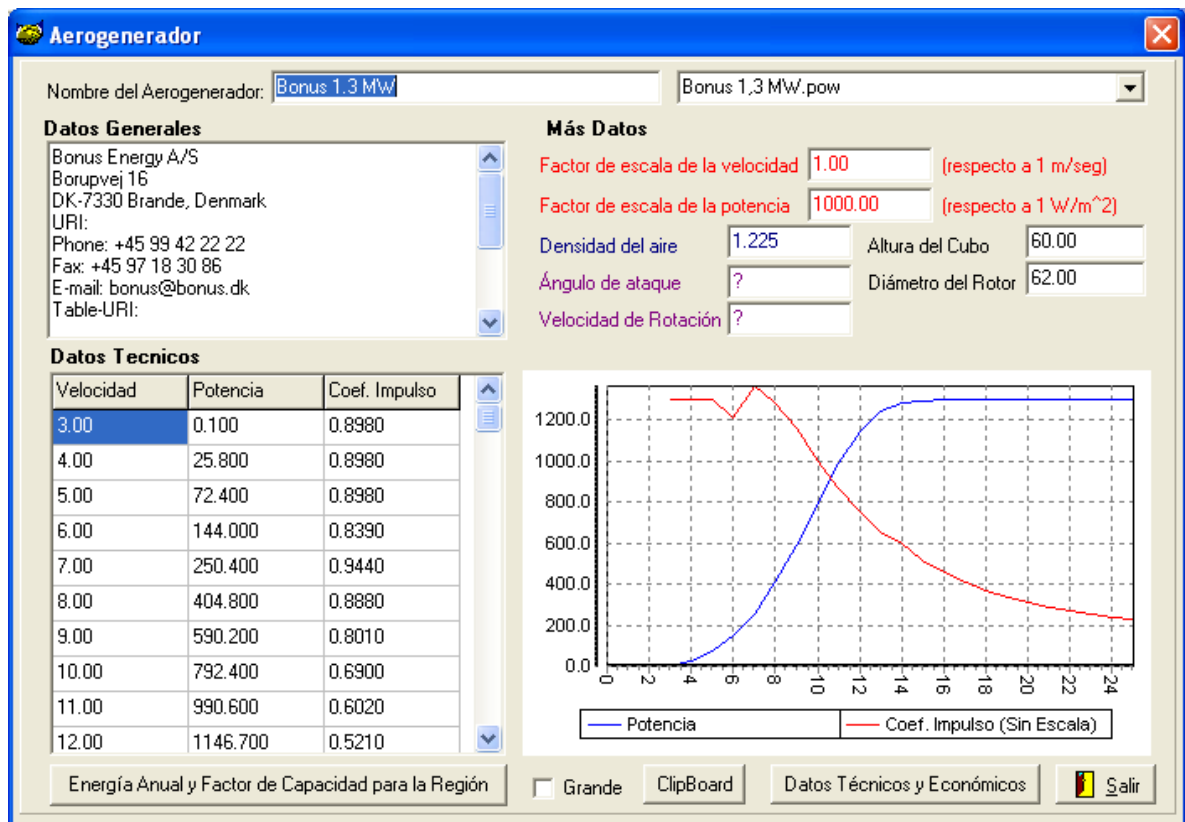 Aerogenerador
Nombre del Aerogenerador: Bonus 1.3 MW Bonus 1,3 MW.pow
Datos Generales
Bonus Energy A/S
Borupvej 16
DK-7330 Brande, Denmark
URI:
Phone: +45 99 42 22 22
Fax: +45 97 18 30 86
E-mail: bonus@bonus.dk
Table-URI:
Más Datos
Factor de escala de la velocidad 1.00 (respecto a 1 m/seg)
Factor de escala de la potencia 1000.00 (respecto a 1 W/m^2)
Densidad del aire 1.225 Altura del Cubo 60.00
Ángulo de ataque ? Diámetro del Rotor 62.00
Velocidad de Rotación ?
Datos Tecnicos
Velocidad Potencia Coef. Impulso
3.00 0.100 0.8980
4.00 25.800 0.8980
5.00 72.400 0.8980
6.00 144.000 0.8390
7.00 250.400 0.9440
8.00 404.800 0.8880
9.00 590.200 0.8010
10.00 792.400 0.6900
11.00 990.600 0.6020
12.00 1146.700 0.5210
1200.0
1000.0
800.0
600.0
400.0
200.0
0.0
0 2 4 6 8 10 12 14 16 18 20 22 24
Potencia Coef. Impulso (Sin Escala)
Energía Anual y Factor de Capacidad para la Región Grande ClipBoard Datos Técnicos y Económicos Salir